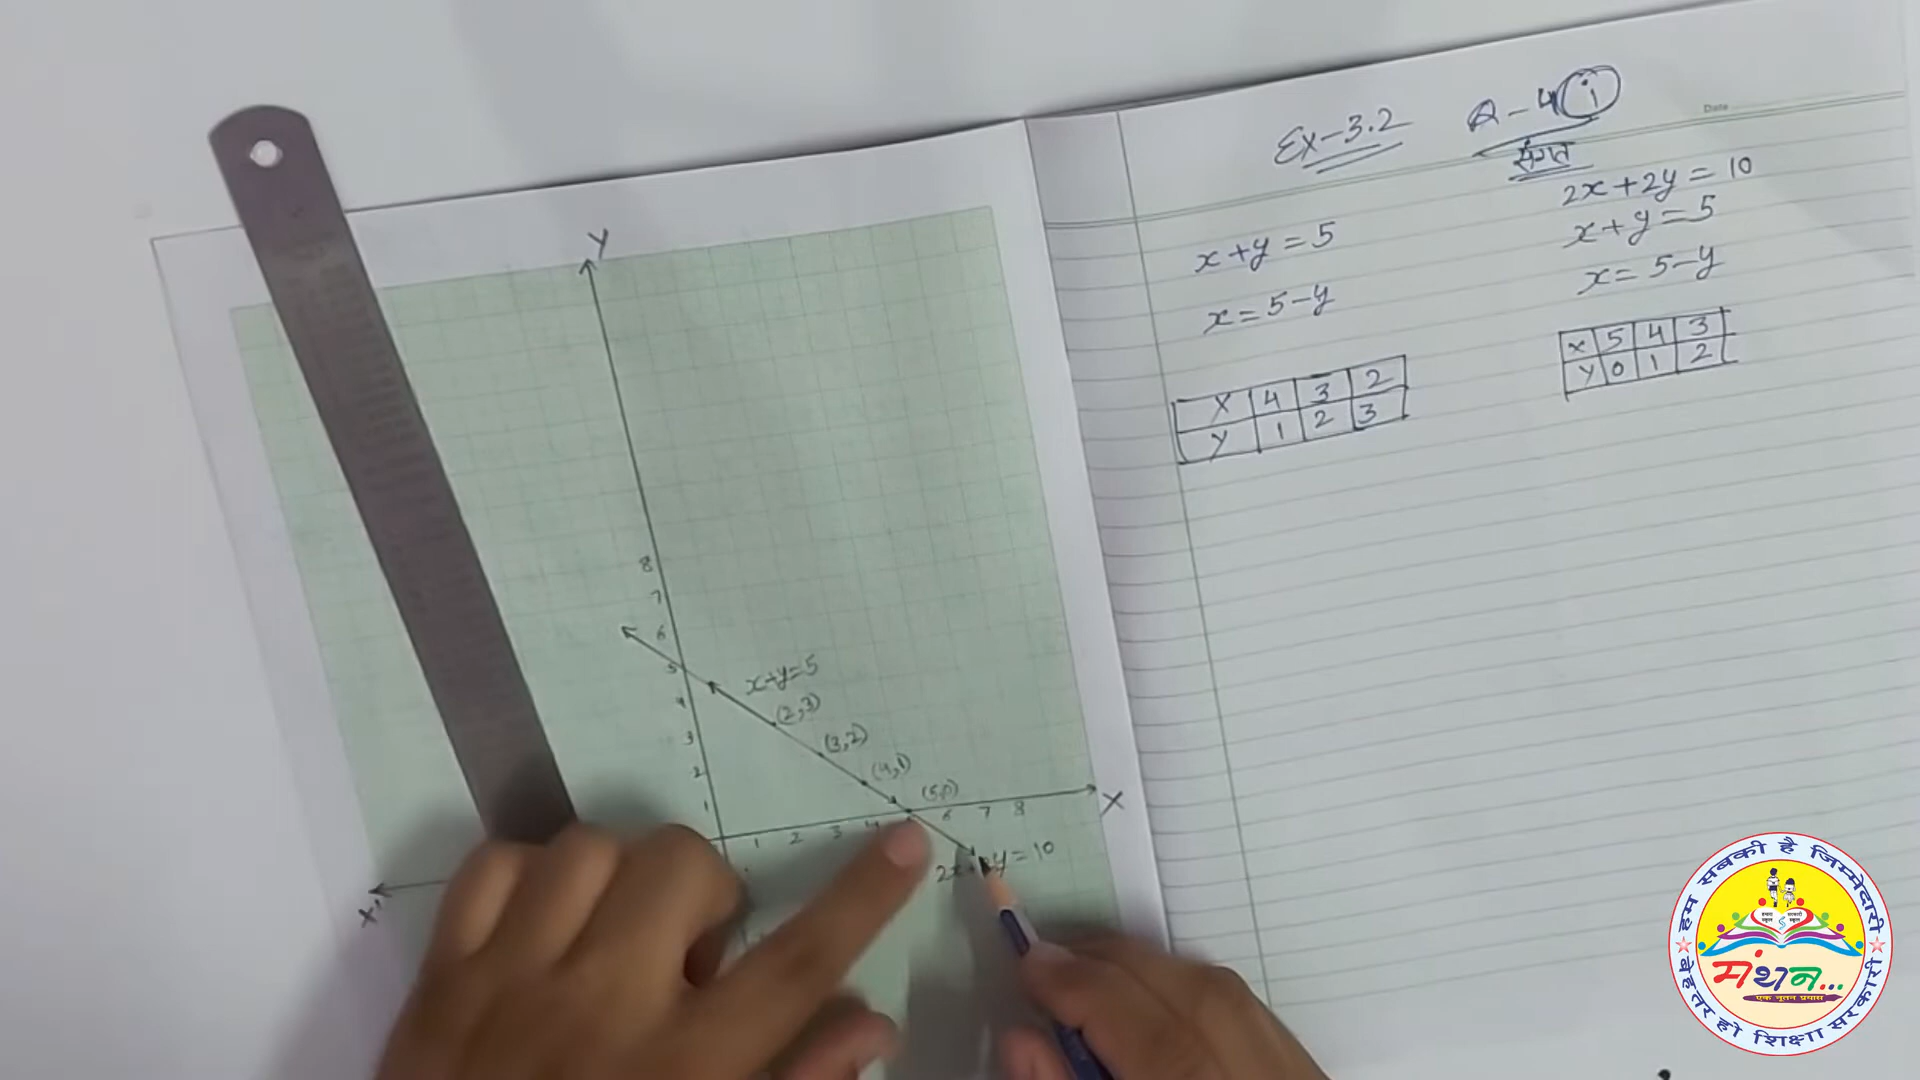 Ex-3.2
Q-4 i
संगत
Date
x+y=5
x=5-y
X 4 3 2
Y 1 2 3
2x+2y=10
x+y=5
x=5-y
x 5 4 3
y 0 1 2
Y
8
7
6
5
x+y=5
4
(2,3)
3
(3,2)
2
(4,1)
1
(5,0)
1 2 3 4 6 7 8
X
X'
=10
हम सबकी है जिम्मेदारी
मंथन...
एक नूतन प्रयास
बेहतर हो शिक्षा सरकारी